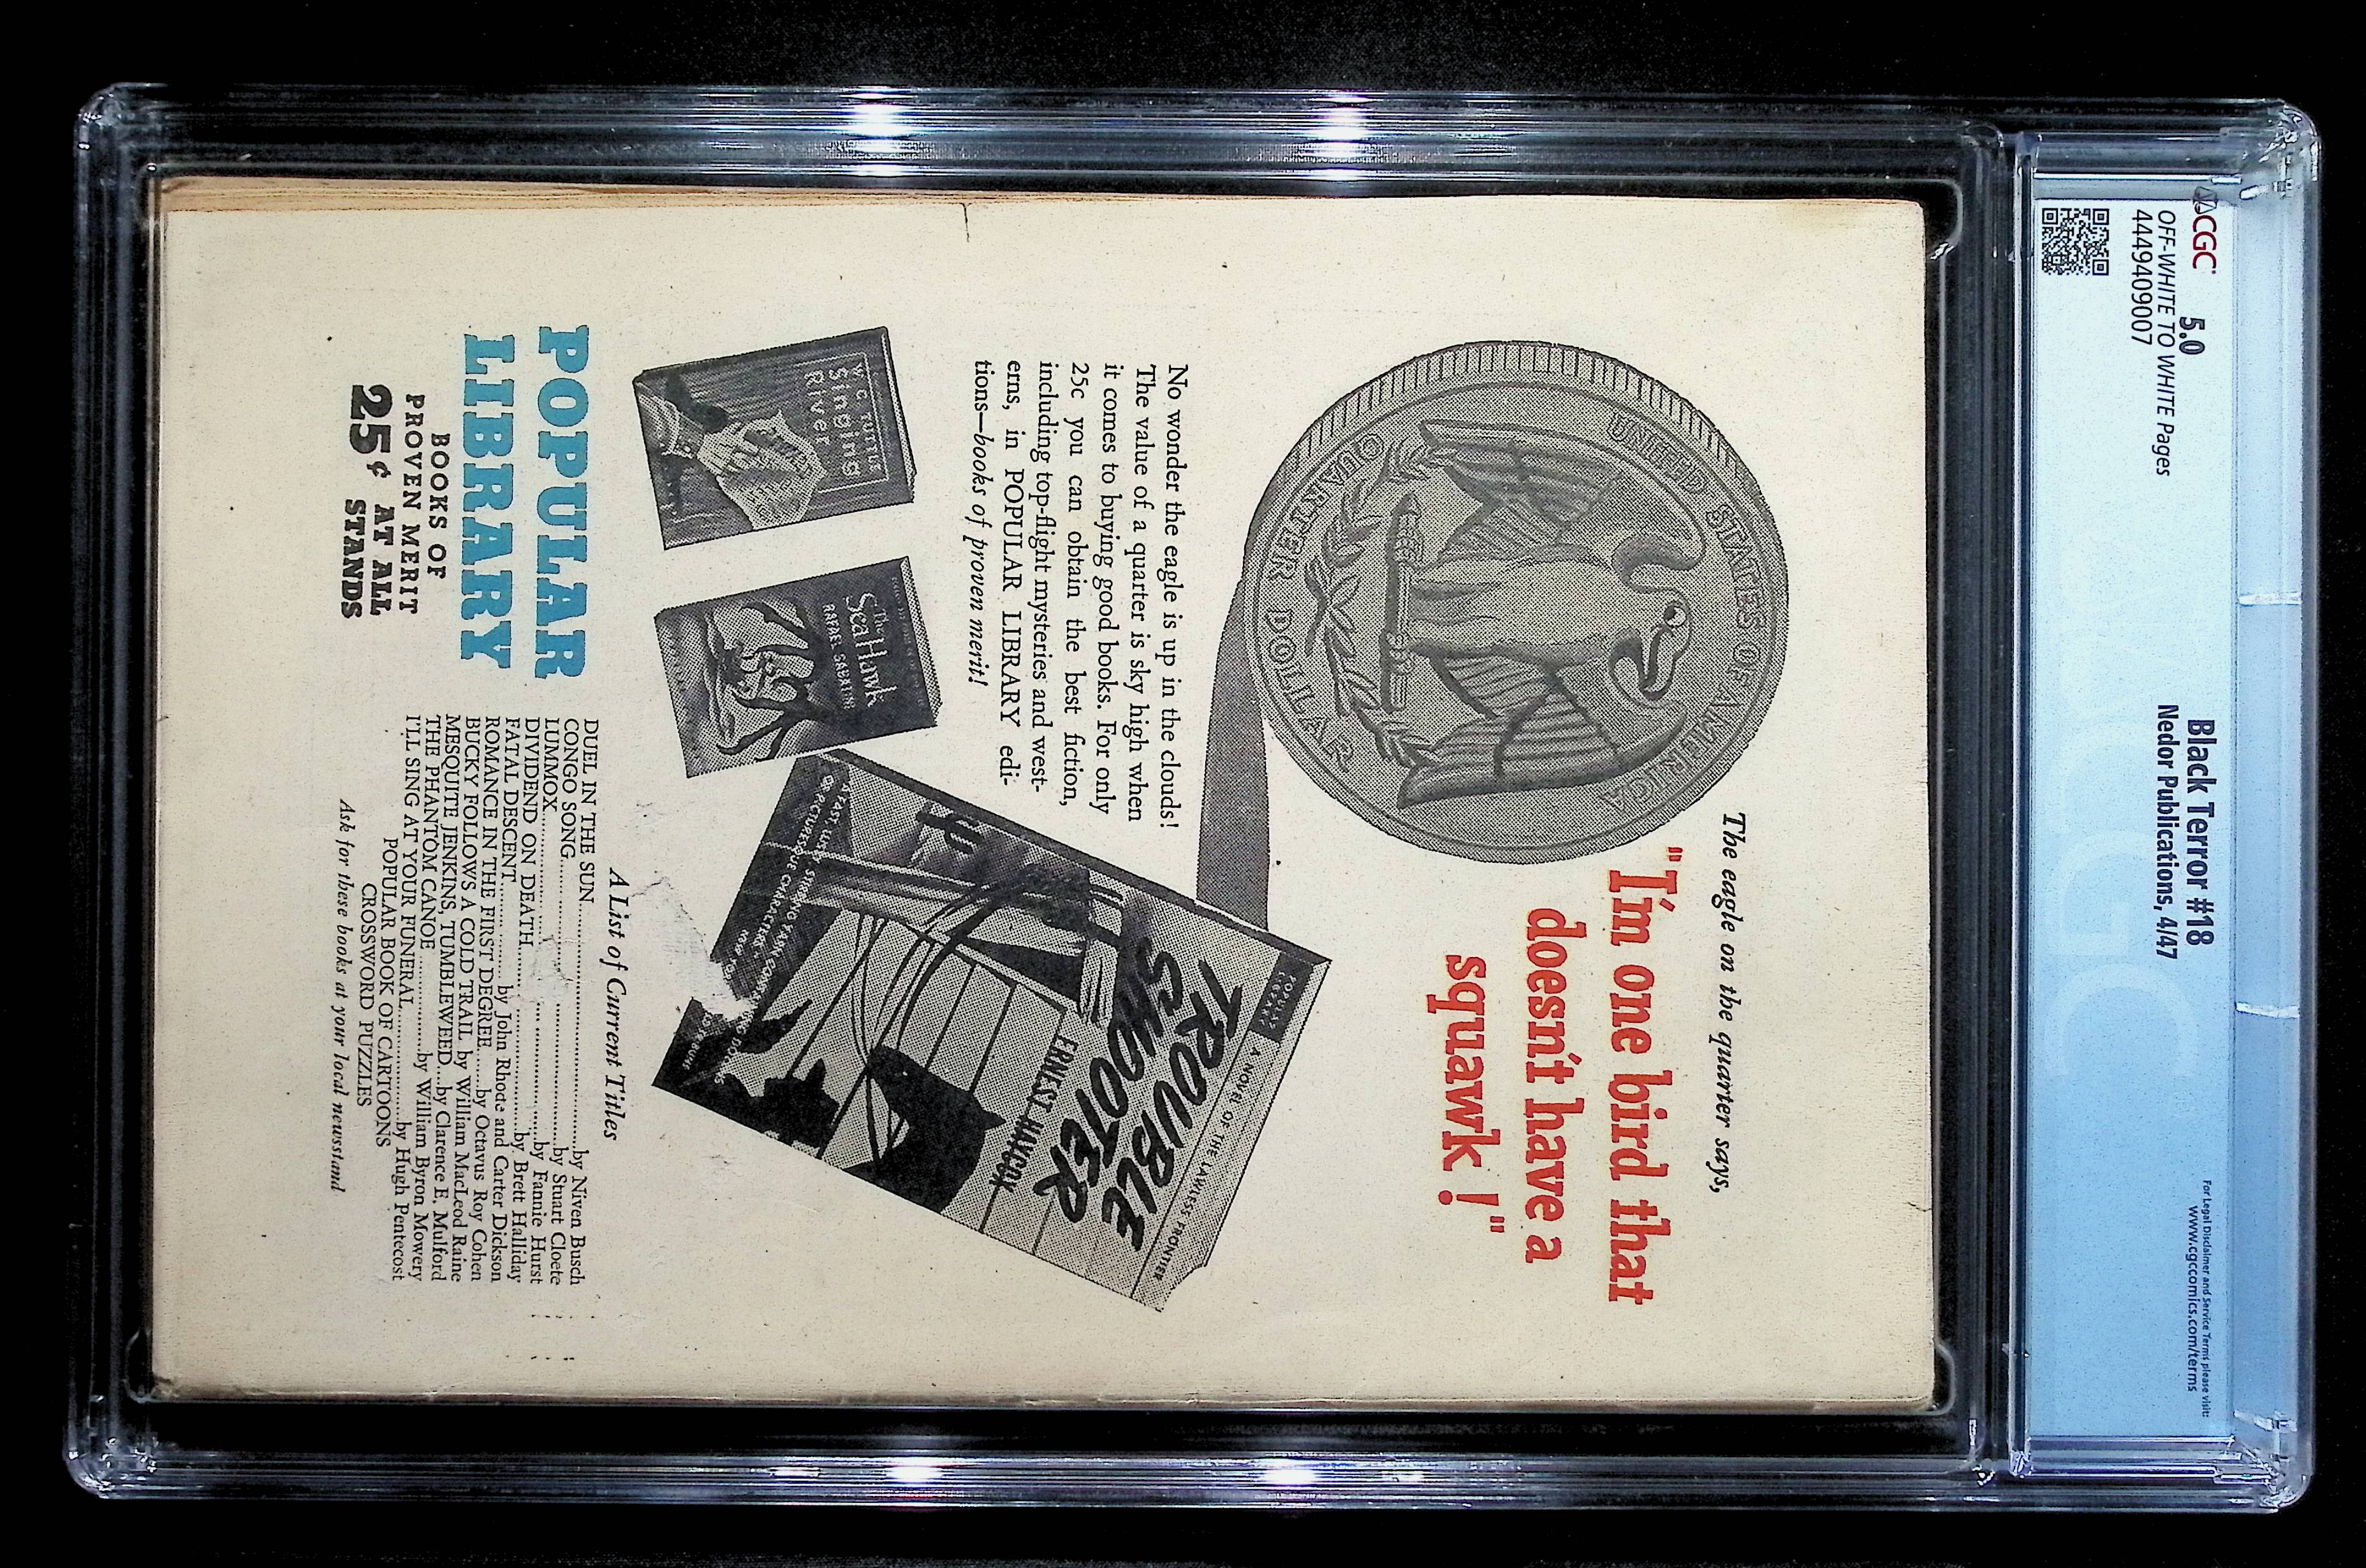 CGC
5.0
OFF-WHITE TO WHITE Pages
4449409007
Black Terror #18
Nedor Publications, 4/47
For Legal Disclaimer and Service Terms please visit:
www.cgccomics.com/terms
The eagle on the quarter says,
"I'm one bird that
doesn't have a
squawk!"
UNITED STATES OF AMERICA
QUARTER DOLLAR
No wonder the eagle is up in the clouds!
The value of a quarter is sky high when
it comes to buying good books. For only
25c you can obtain the best fiction,
including top-flight mysteries and west-
erns, in POPULAR LIBRARY edi-
tions—books of proven merit!
W. C. TUTTLE
Singing
River
The
Sea Hawk
RAFAEL SABATINI
POPULAR
LIBRARY
A NOVEL OF THE LAWLESS FRONTIER
TROUBLE
SHOOTER
ERNEST HAYCOX
A FAST, LUSTY STIRRING YARN
OF PICTURESQUE CHARACTERS
POPULAR
LIBRARY
BOOKS OF
PROVEN MERIT
25¢ AT ALL
STANDS
A List of Current Titles
DUEL IN THE SUN..........by Niven Busch
CONGO SONG..........by Stuart Cloete
LUMMOX..........by Fannie Hurst
DIVIDEND ON DEATH..........by Brett Halliday
FATAL DESCENT..........by John Rhode and Carter Dickson
ROMANCE IN THE FIRST DEGREE.....by Octavus Roy Cohen
BUCKY FOLLOWS A COLD TRAIL..by William MacLeod Raine
MESQUITE JENKINS, TUMBLEWEED...by Clarence E. Mulford
THE PHANTOM CANOE..........by William Byron Mowery
I'LL SING AT YOUR FUNERAL..........by Hugh Pentecost
POPULAR BOOK OF CARTOONS
CROSSWORD PUZZLES
Ask for these books at your local newsstand